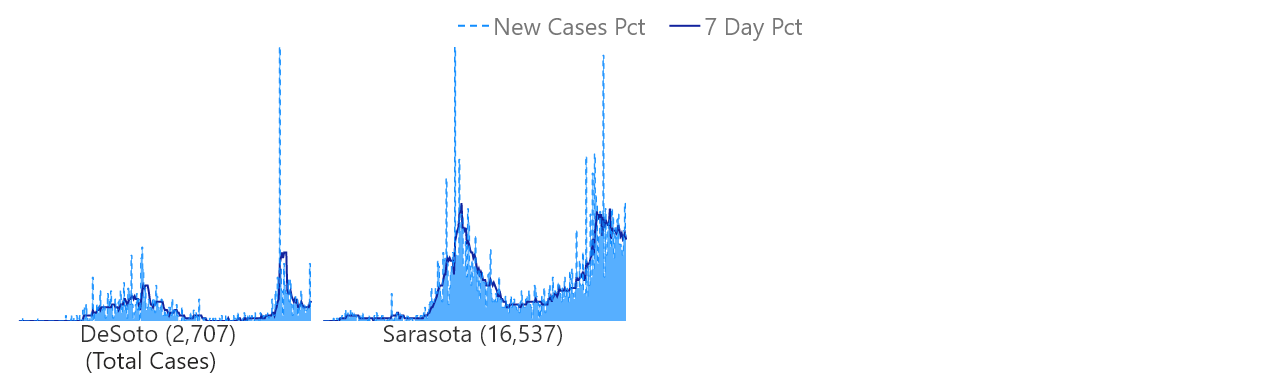 New Cases Pct 7 Day Pct
DeSoto (2,707) Sarasota (16,537)
(Total Cases)